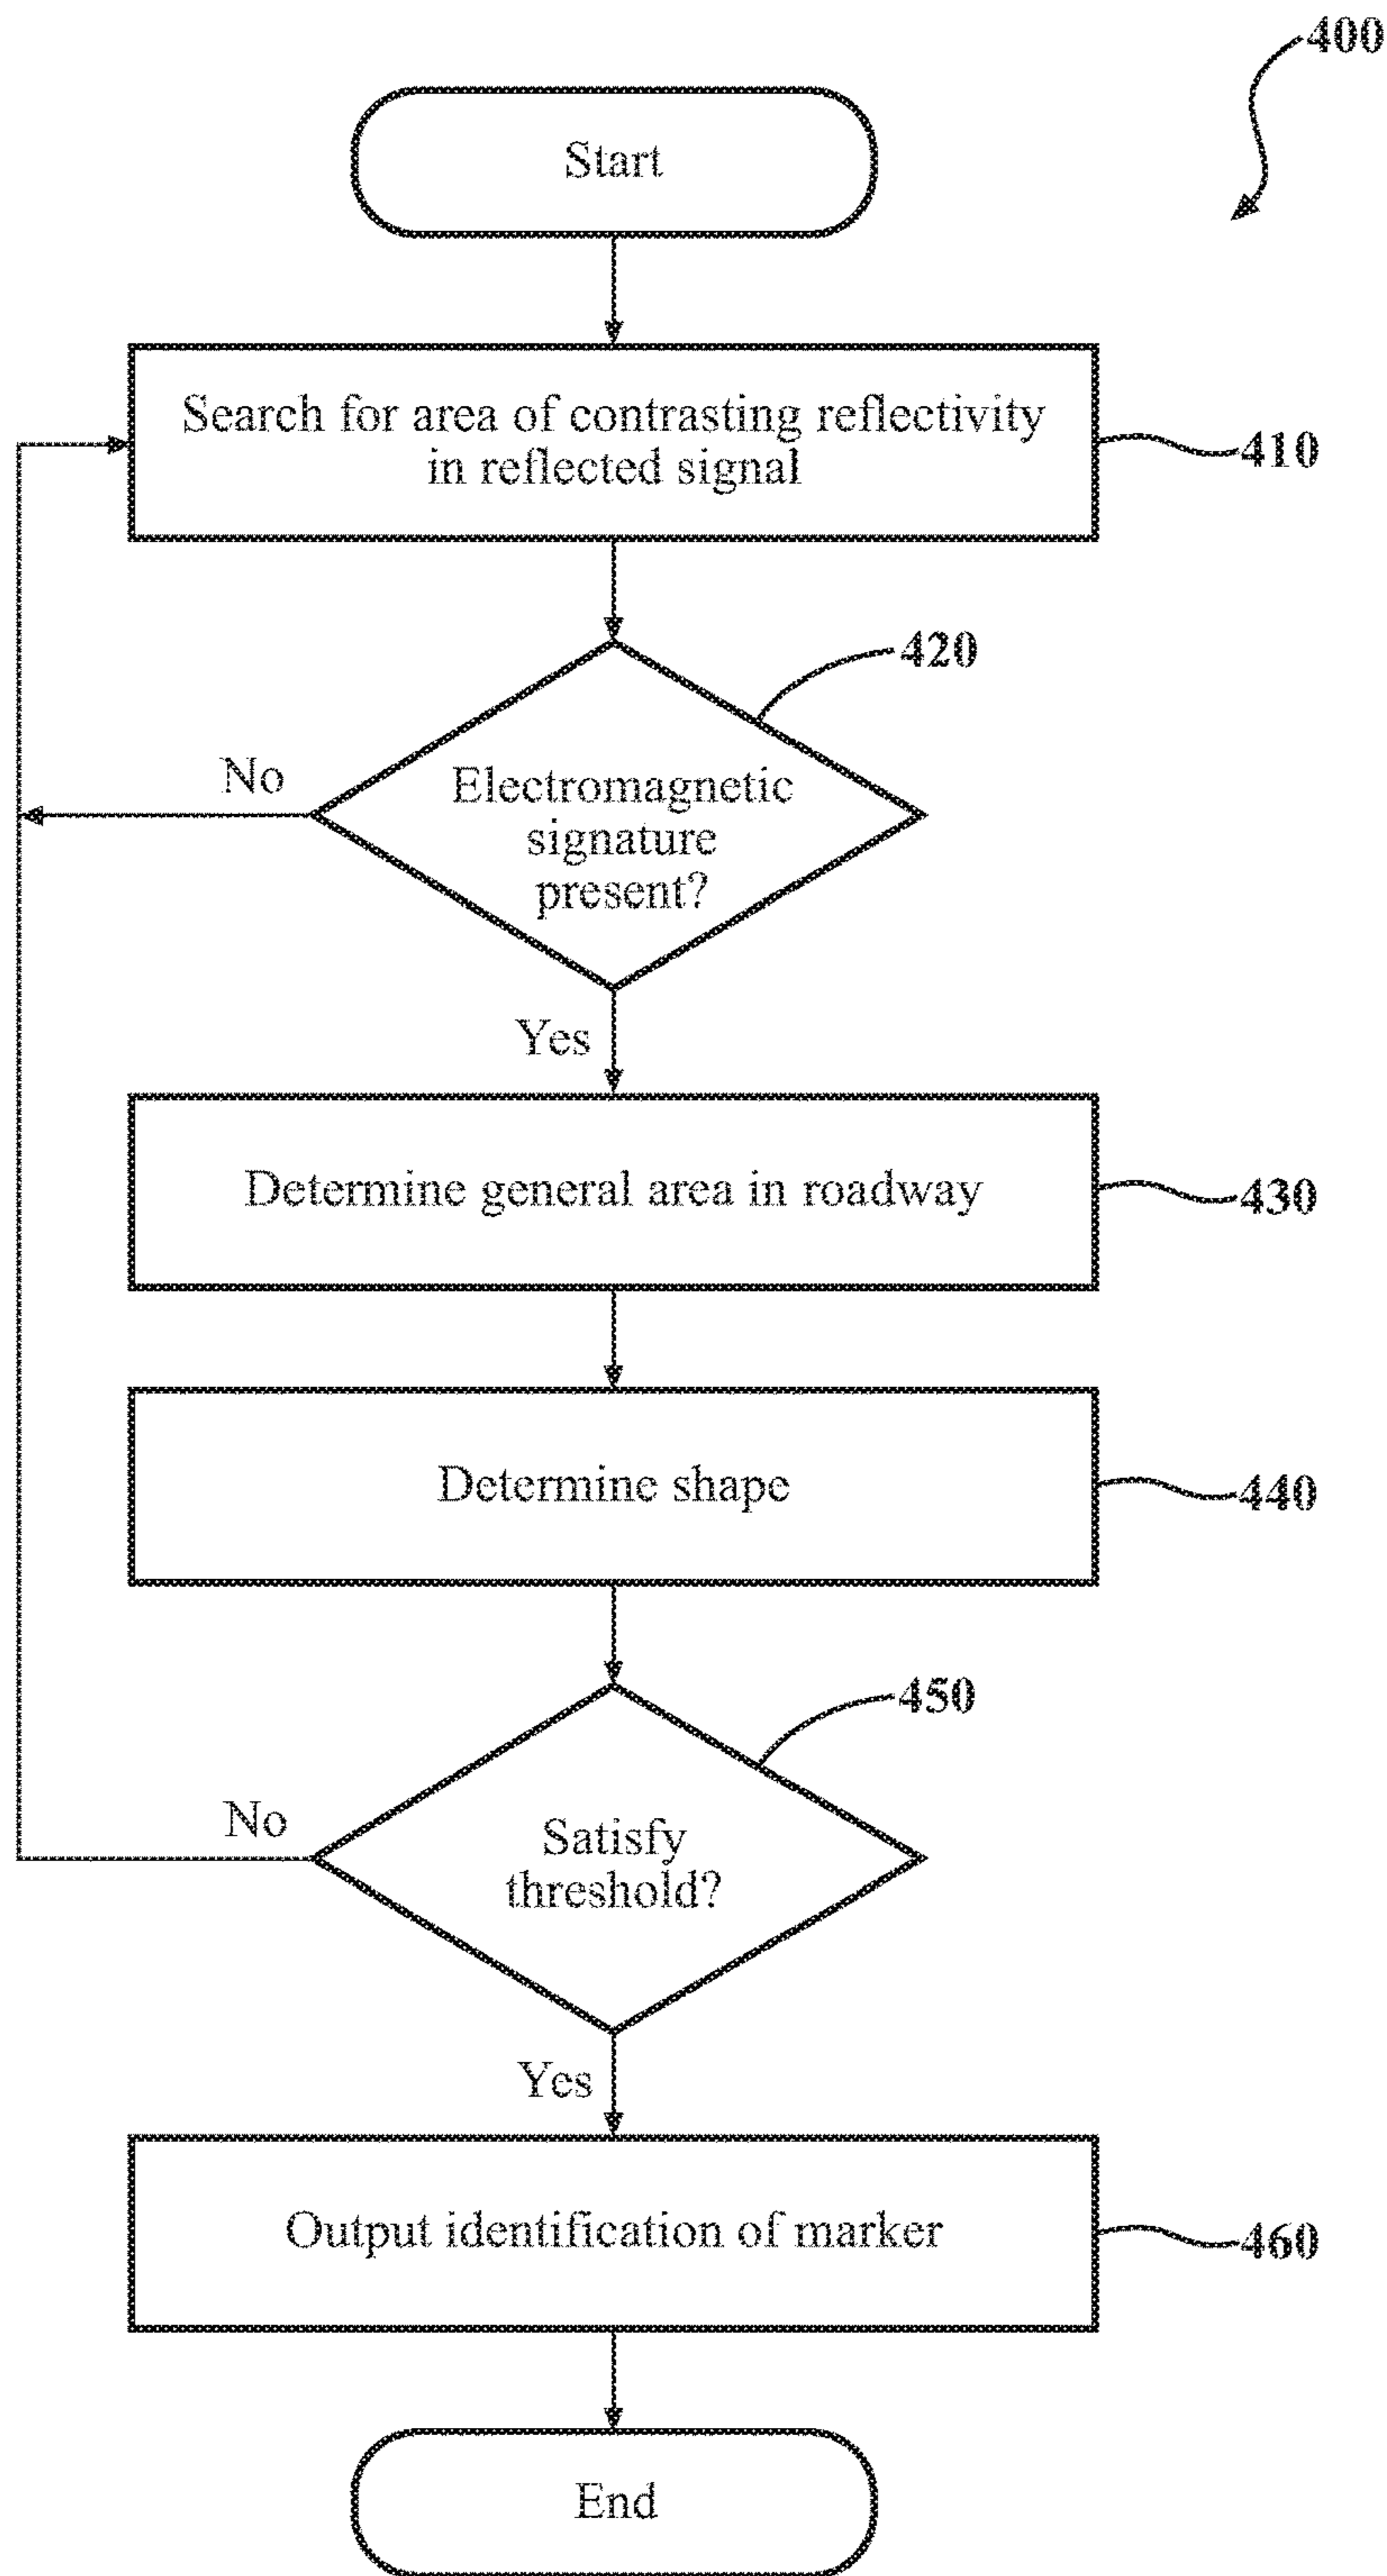 400
Start
Search for area of contrasting reflectivity
in reflected signal
410
420
No
Electromagnetic
signature
present?
Yes
Determine general area in roadway
430
Determine shape
440
450
No
Satisfy
threshold?
Yes
Output identification of marker
460
End